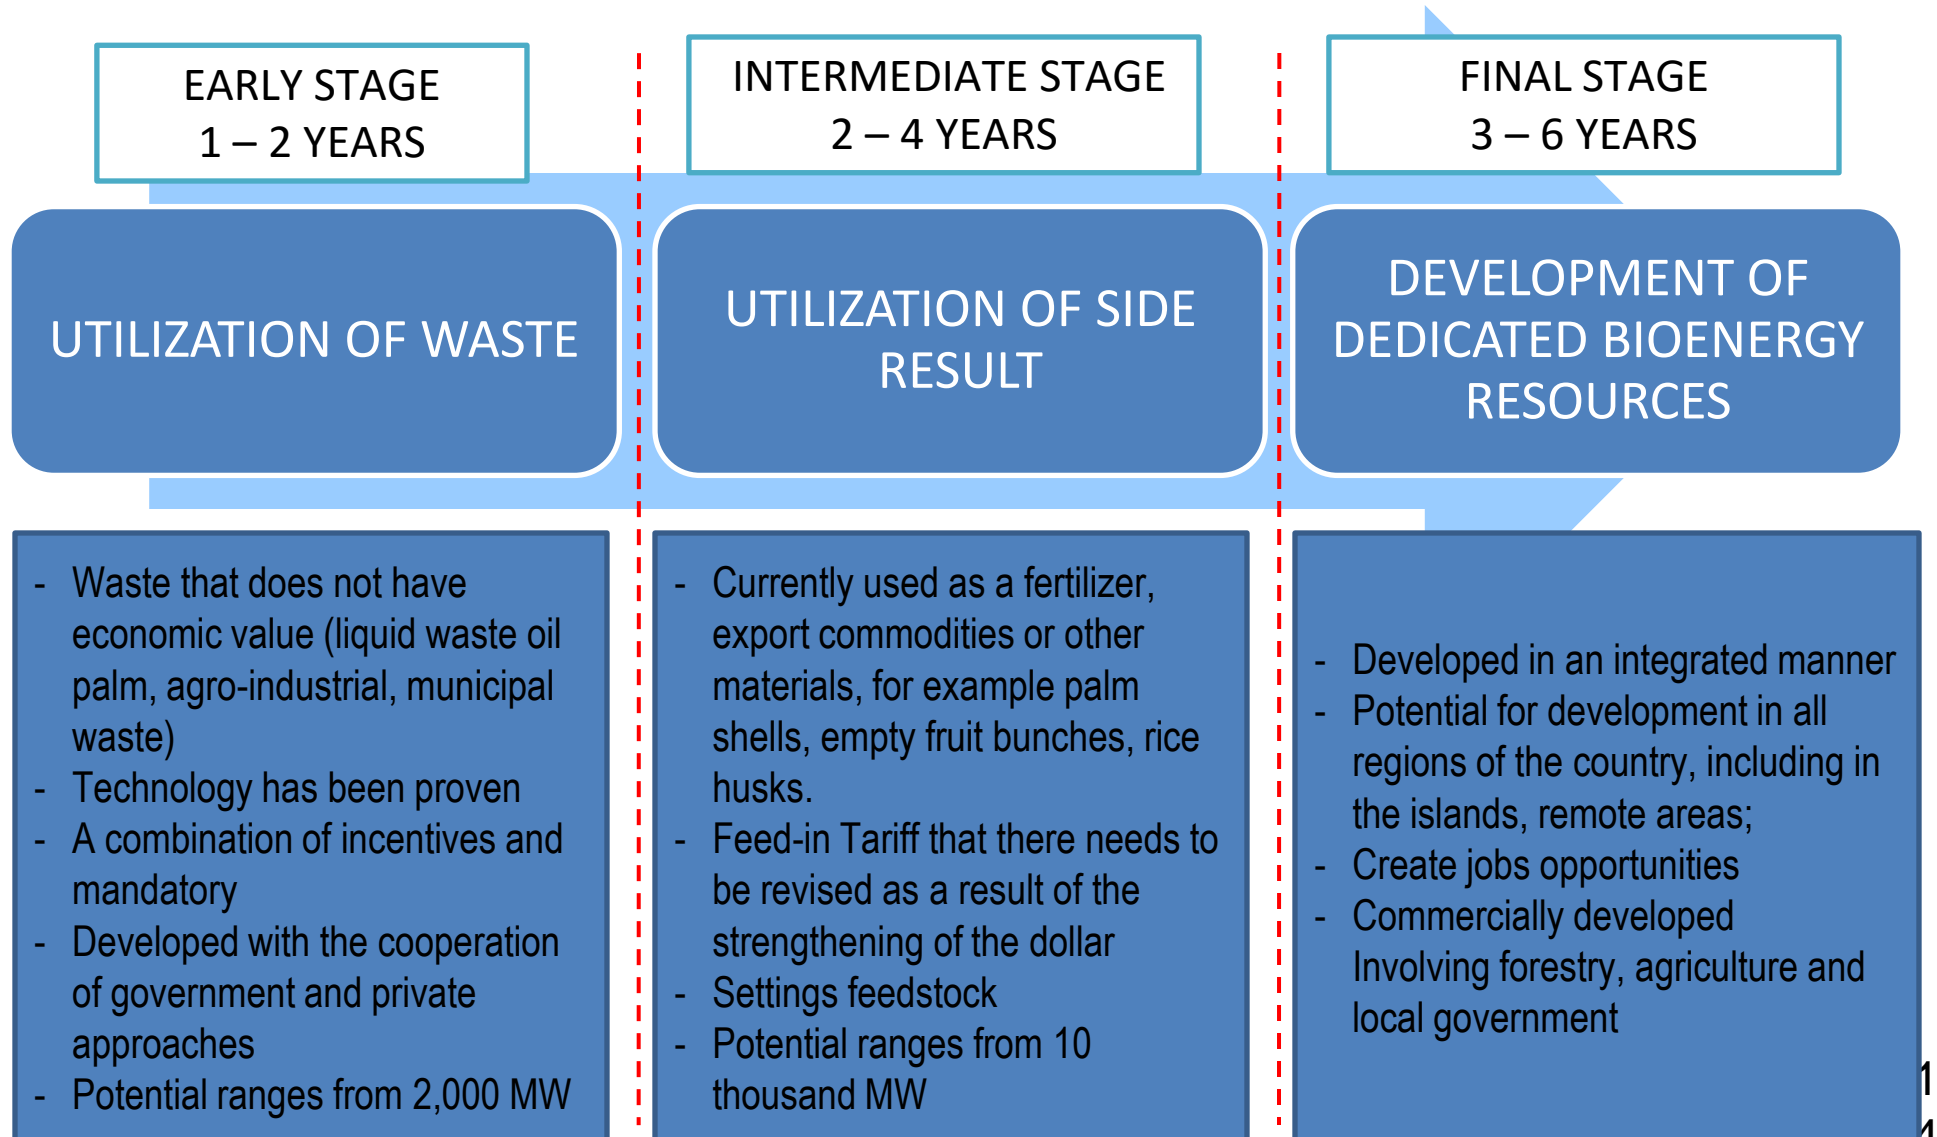 EARLY STAGE
1 – 2 YEARS
INTERMEDIATE STAGE
2 – 4 YEARS
FINAL STAGE
3 – 6 YEARS
UTILIZATION OF WASTE
UTILIZATION OF SIDE
RESULT
DEVELOPMENT OF
DEDICATED BIOENERGY
RESOURCES
- Waste that does not have
economic value (liquid waste oil
palm, agro-industrial, municipal
waste)
- Technology has been proven
- A combination of incentives and
mandatory
- Developed with the cooperation
of government and private
approaches
- Potential ranges from 2,000 MW
- Currently used as a fertilizer,
export commodities or other
materials, for example palm
shells, empty fruit bunches, rice
husks.
- Feed-in Tariff that there needs to
be revised as a result of the
strengthening of the dollar
- Settings feedstock
- Potential ranges from 10
thousand MW
- Developed in an integrated manner
- Potential for development in all
regions of the country, including in
the islands, remote areas;
- Create jobs opportunities
- Commercially developed
Involving forestry, agriculture and
local government
1
4